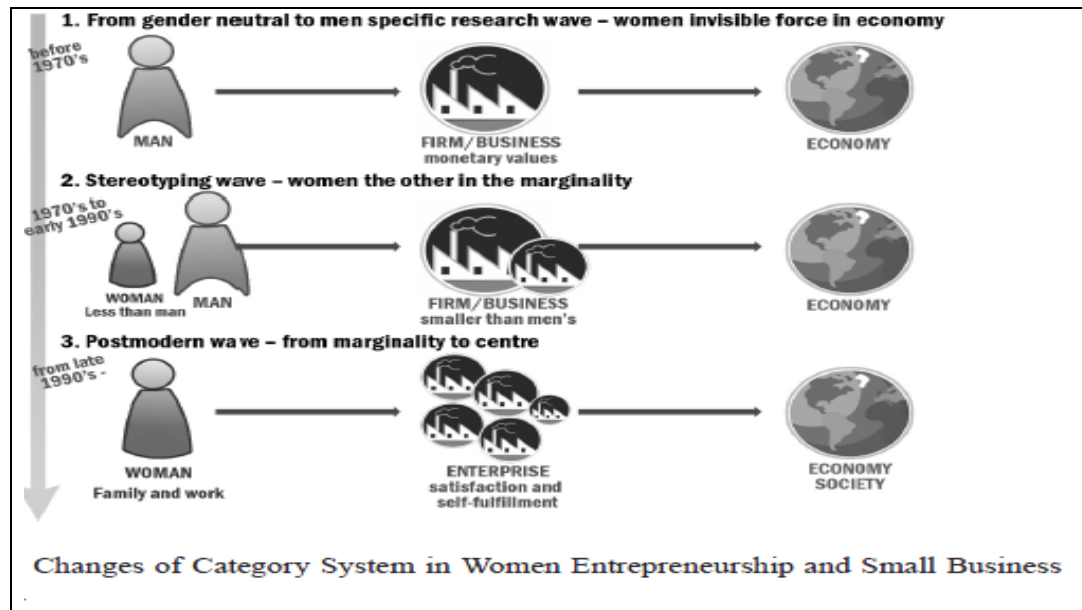 1. From gender neutral to men specific research wave – women invisible force in economy
before
1970's
MAN
FIRM/BUSINESS
monetary values
ECONOMY
2. Stereotyping wave – women the other in the marginality
1970's to
early 1990's
WOMAN
Less than man
MAN
FIRM/BUSINESS
smaller than men's
ECONOMY
3. Postmodern wave – from marginality to centre
from late
1990's -
WOMAN
Family and work
ENTERPRISE
satisfaction and
self-fulfillment
ECONOMY
SOCIETY
Changes of Category System in Women Entrepreneurship and Small Business